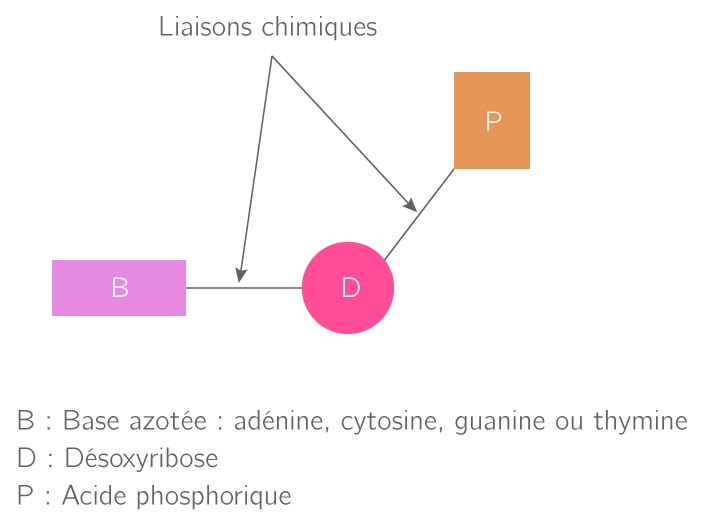 Liaisons chimiques
P
B
D
B : Base azotée : adénine, cytosine, guanine ou thymine
D : Désoxyribose
P : Acide phosphorique